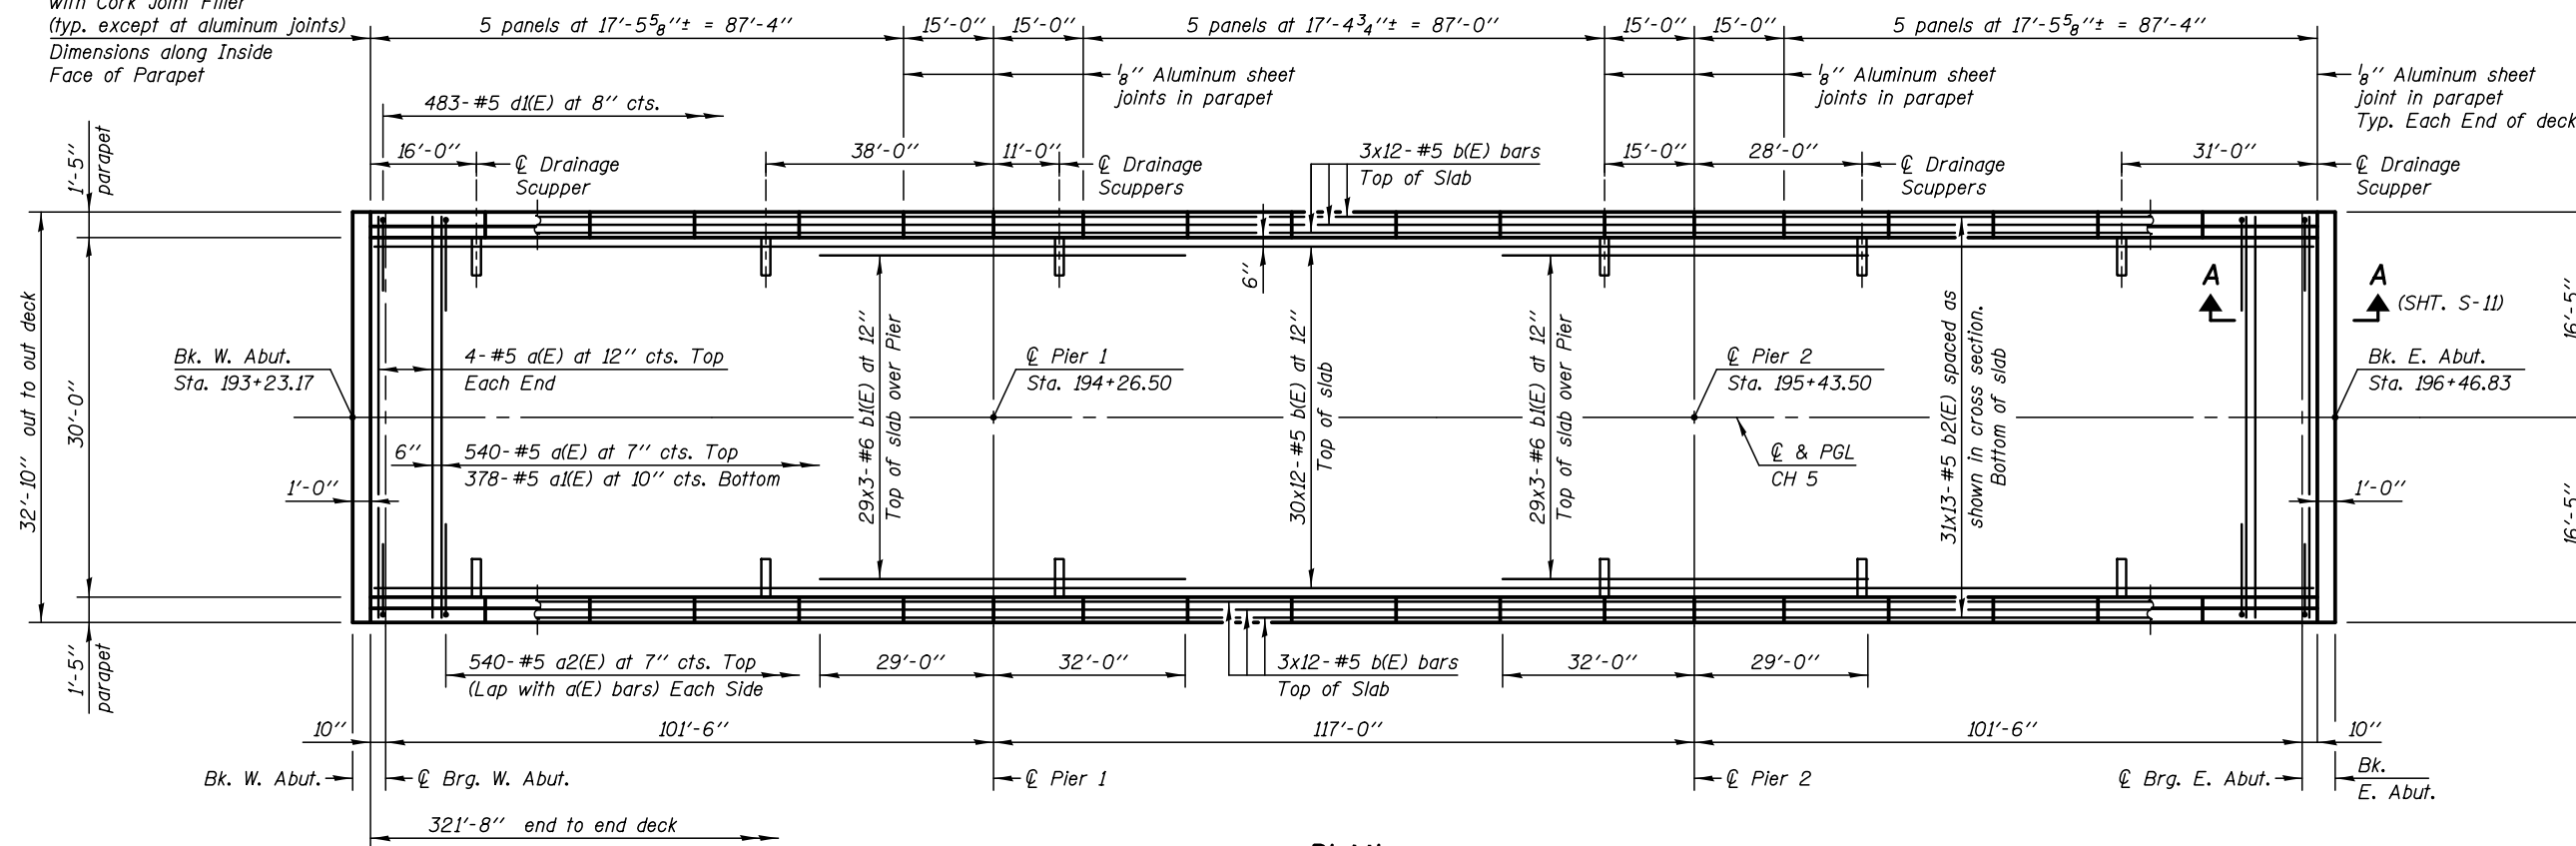 with Cork Joint Filler
(typ. except at aluminum joints)
Dimensions along Inside
Face of Parapet
5 panels at 17'-5 5/8"± = 87'-4"
15'-0"
15'-0"
5 panels at 17'-4 3/4"± = 87'-0"
15'-0"
15'-0"
5 panels at 17'-5 5/8"± = 87'-4"
1/8" Aluminum sheet
joints in parapet
1/8" Aluminum sheet
joints in parapet
1/8" Aluminum sheet
joint in parapet
Typ. Each End of deck
483-#5 d1(E) at 8" cts.
1'-5"
parapet
16'-0"
℄ Drainage
Scupper
38'-0"
11'-0"
℄ Drainage
Scuppers
3x12-#5 b(E) bars
Top of Slab
15'-0"
28'-0"
℄ Drainage
Scuppers
31'-0"
℄ Drainage
Scupper
6"
A
A
(SHT. S-11)
32'-10" out to out deck
30'-0"
Bk. W. Abut.
Sta. 193+23.17
4-#5 a(E) at 12" cts. Top
Each End
29x3-#6 b1(E) at 12"
Top of slab over Pier
℄ Pier 1
Sta. 194+26.50
30x12-#5 b(E) at 12"
Top of slab
29x3-#6 b1(E) at 12"
Top of slab over Pier
℄ Pier 2
Sta. 195+43.50
31x13-#5 b2(E) spaced as
shown in cross section.
Bottom of slab
Bk. E. Abut.
Sta. 196+46.83
16'-5"
16'-5"
6"
540-#5 a(E) at 7" cts. Top
378-#5 a1(E) at 10" cts. Bottom
℄ & PGL
CH 5
1'-0"
1'-0"
1'-5"
parapet
540-#5 a2(E) at 7" cts. Top
(Lap with a(E) bars) Each Side
29'-0"
32'-0"
3x12-#5 b(E) bars
Top of Slab
32'-0"
29'-0"
10"
101'-6"
117'-0"
101'-6"
10"
Bk. W. Abut.
℄ Brg. W. Abut.
℄ Pier 1
℄ Pier 2
℄ Brg. E. Abut.
Bk.
E. Abut.
321'-8" end to end deck